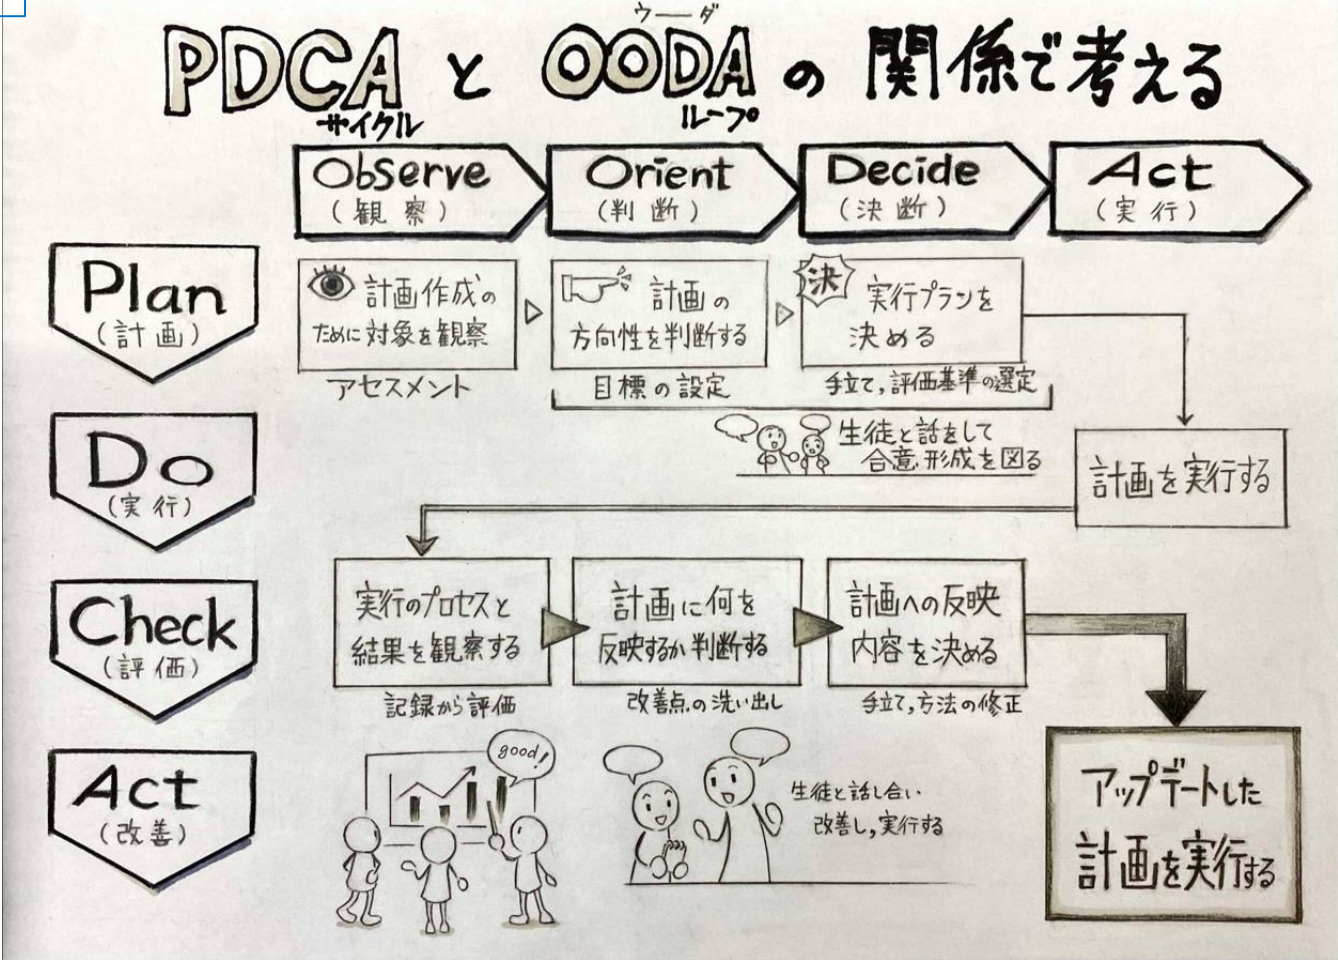 ウーダ
PDCAとOODAの関係で考える
サイクル
ループ
Observe
(観察)
Orient
(判断)
Decide
(決断)
Act
(実行)
Plan
(計画)
計画作成の
ために対象を観察
アセスメント
計画の
方向性を判断する
目標の設定
決
実行プランを
決める
手立て,評価基準の選定
生徒と話をして
合意形成を図る
Do
(実行)
計画を実行する
Check
(評価)
実行のプロセスと
結果を観察する
記録から評価
計画に何を
反映するか判断する
改善点の洗い出し
計画への反映
内容を決める
手立て,方法の修正
Act
(改善)
good!
生徒と話し合い
改善し,実行する
アップデートした
計画を実行する